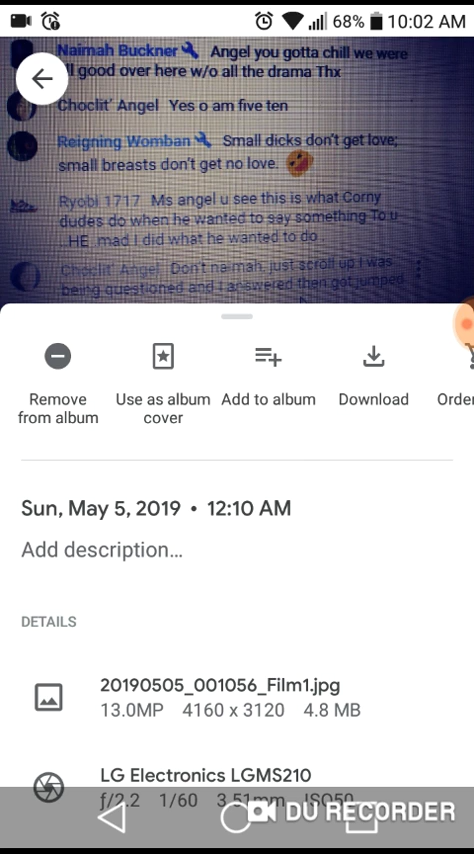 68% 10:02 AM
Naimah Buckner Angel you gotta chill we were
ll good over here w/o all the drama Thx
Choclit' Angel Yes o am five ten
Reigning Womban Small dicks don't get love;
small breasts don't get no love.
Ryobi 1717 Ms angel u see this is what Corny
dudes do when he wanted to say something To u
HE mad I did what he wanted to do
Choclit' Angel Don't naimah, just scroll up I was
being questioned and I answered then got jumped
Remove from album
Use as album cover
Add to album
Download
Order
Sun, May 5, 2019 • 12:10 AM
Add description...
DETAILS
20190505_001056_Film1.jpg
13.0MP 4160 x 3120 4.8 MB
LG Electronics LGMS210
ƒ/2.2 1/60 3.51mm ISO50
DU RECORDER